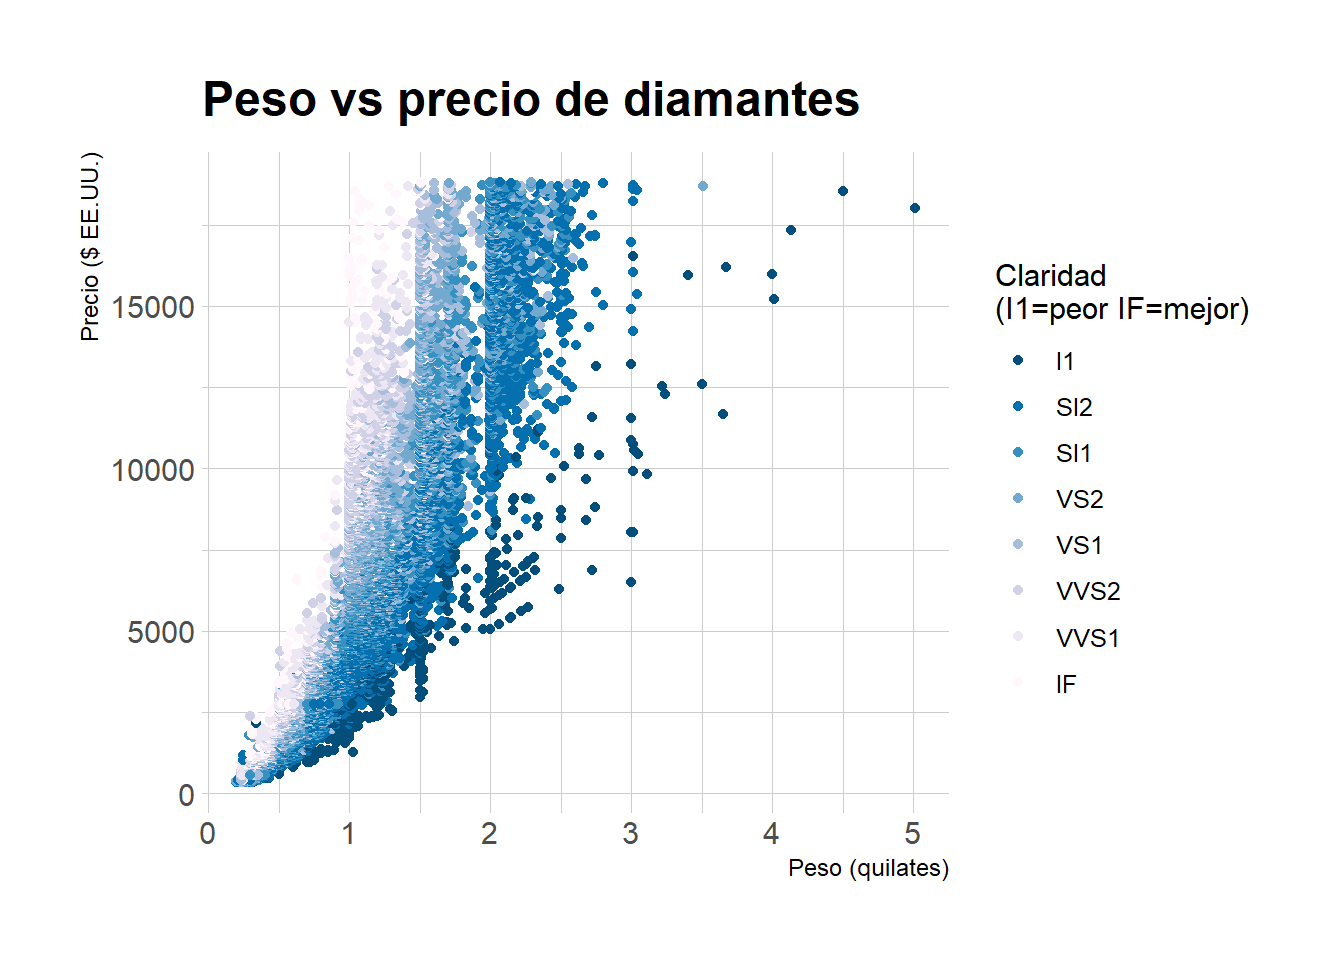 Peso vs precio de diamantes
Precio ($ EE.UU.)
15000
10000
5000
0
0 1 2 3 4 5
Peso (quilates)
Claridad
(I1=peor IF=mejor)
I1
SI2
SI1
VS2
VS1
VVS2
VVS1
IF